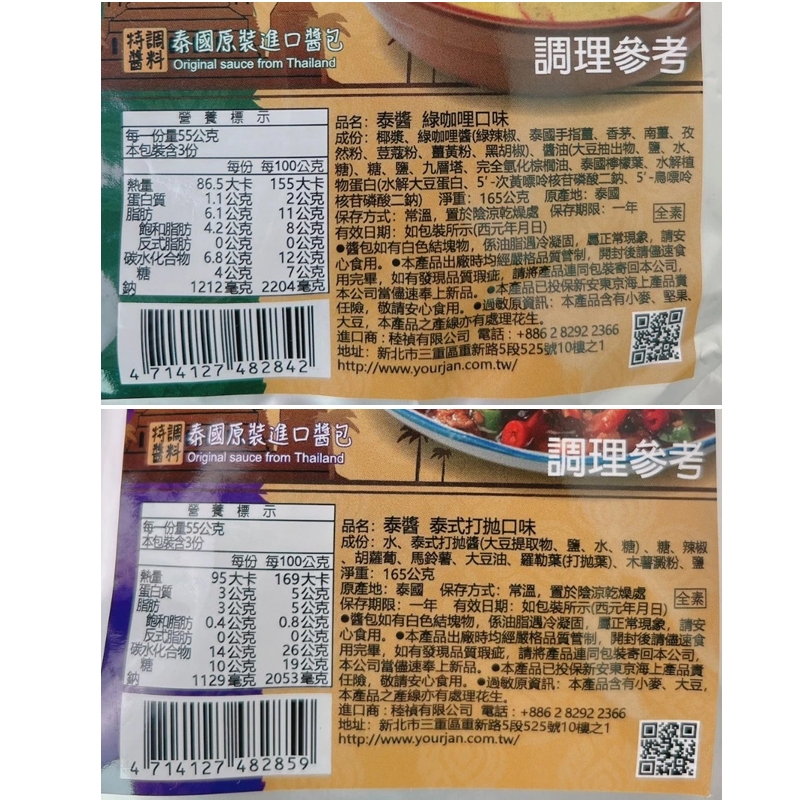 特調醬料 泰國原裝進口醬包
Original sauce from Thailand
調理參考
營養標示
每一份量55公克
本包裝含3份
每份 每100公克
熱量 86.5大卡 155大卡
蛋白質 1.1公克 2公克
脂肪 6.1公克 11公克
飽和脂肪 4.2公克 8公克
反式脂肪 0公克 0公克
碳水化合物 6.8公克 12公克
糖 4公克 7公克
鈉 1212毫克 2204毫克
4 714127 482842
品名：泰醬 綠咖哩口味
成份：椰漿、綠咖哩醬(綠辣椒、泰國手指薑、香茅、南薑、孜
然粉、荳蔻粉、薑黃粉、黑胡椒)、醬油(大豆抽出物、鹽、水、
糖)、糖、鹽、九層塔、完全氫化棕櫚油、泰國檸檬葉、水解植
物蛋白(水解大豆蛋白、5'-次黃嘌呤核苷磷酸二鈉、5'-鳥嘌呤
核苷磷酸二鈉) 淨重：165公克 原產地：泰國
保存方式：常溫，置於陰涼乾燥處 保存期限：一年 全素
有效日期：如包裝所示(西元年月日)
●醬包如有白色結塊物，係油脂遇冷凝固，屬正常現象，請安
心食用。●本產品出廠時均經嚴格品質管制，開封後請儘速食
用完畢，如有發現品質瑕疵，請將產品連同包裝寄回本公司，
本公司當儘速奉上新品。●本產品已投保新安東京海上產品責
任險，敬請安心食用。●過敏原資訊：本產品含有小麥、堅果、
大豆，本產品之產線亦有處理花生。
進口商：稑禎有限公司 電話：+886 2 8292 2366
地址：新北市三重區重新路5段525號10樓之1
http://www.yourjan.com.tw/
特調醬料 泰國原裝進口醬包
Original sauce from Thailand
調理參考
營養標示
每一份量55公克
本包裝含3份
每份 每100公克
熱量 95大卡 169大卡
蛋白質 3公克 5公克
脂肪 3公克 5公克
飽和脂肪 0.4公克 0.8公克
反式脂肪 0公克 0公克
碳水化合物 14公克 26公克
糖 10公克 19公克
鈉 1129毫克 2053毫克
4 714127 482859
品名：泰醬 泰式打拋口味
成份：水、泰式打拋醬(大豆提取物、鹽、水、糖)、糖、辣椒
、胡蘿蔔、馬鈴薯、大豆油、羅勒葉(打拋葉)、木薯澱粉、鹽
淨重：165公克
原產地：泰國 保存方式：常溫，置於陰涼乾燥處
保存期限：一年 有效日期：如包裝所示(西元年月日) 全素
●醬包如有白色結塊物，係油脂遇冷凝固，屬正常現象，請安
心食用。●本產品出廠時均經嚴格品質管制，開封後請儘速食
用完畢，如有發現品質瑕疵，請將產品連同包裝寄回本公司，
本公司當儘速奉上新品。●本產品已投保新安東京海上產品責
任險，敬請安心食用。●過敏原資訊：本產品含有小麥、大豆，
本產品之產線亦有處理花生。
進口商：稑禎有限公司 電話：+886 2 8292 2366
地址：新北市三重區重新路5段525號10樓之1
http://www.yourjan.com.tw/